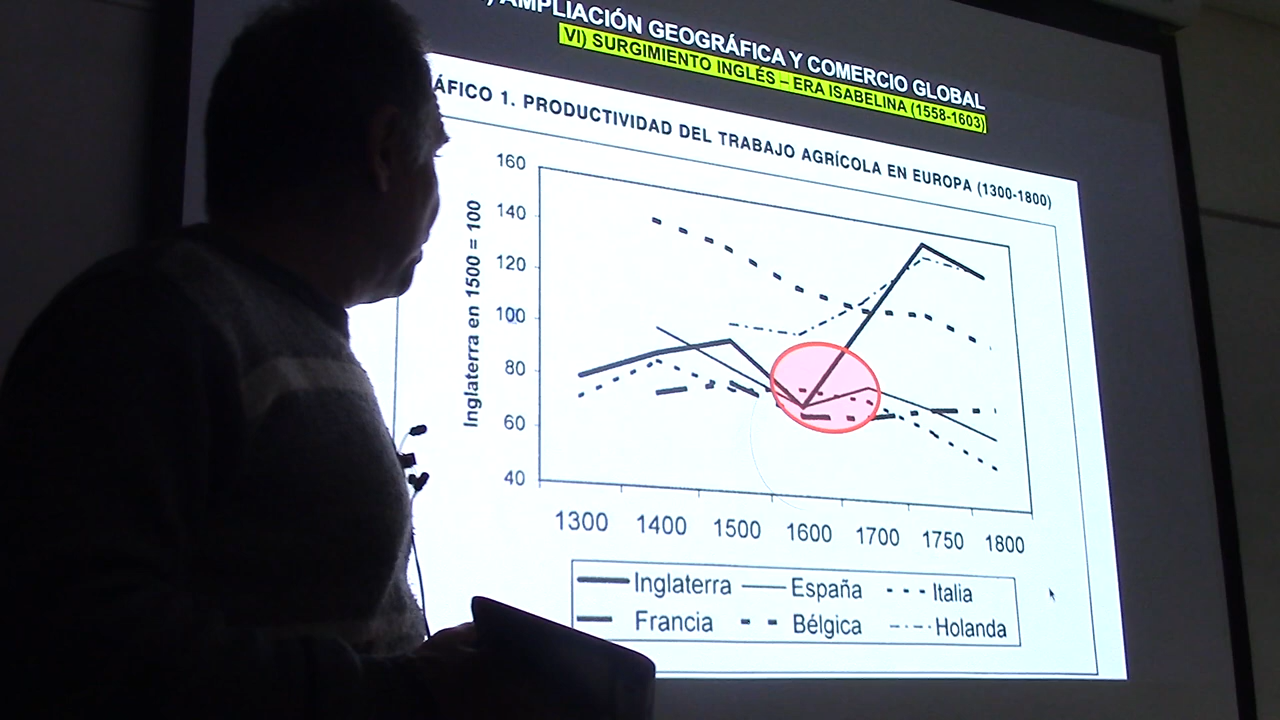 ) AMPLIACIÓN GEOGRÁFICA Y COMERCIO GLOBAL
VI) SURGIMIENTO INGLÉS – ERA ISABELINA (1558-1603)
ÁFICO 1. PRODUCTIVIDAD DEL TRABAJO AGRÍCOLA EN EUROPA (1300-1800)
Inglaterra en 1500 = 100
160
140
120
100
80
60
40
1300 1400 1500 1600 1700 1750 1800
Inglaterra España Italia
Francia Bélgica Holanda